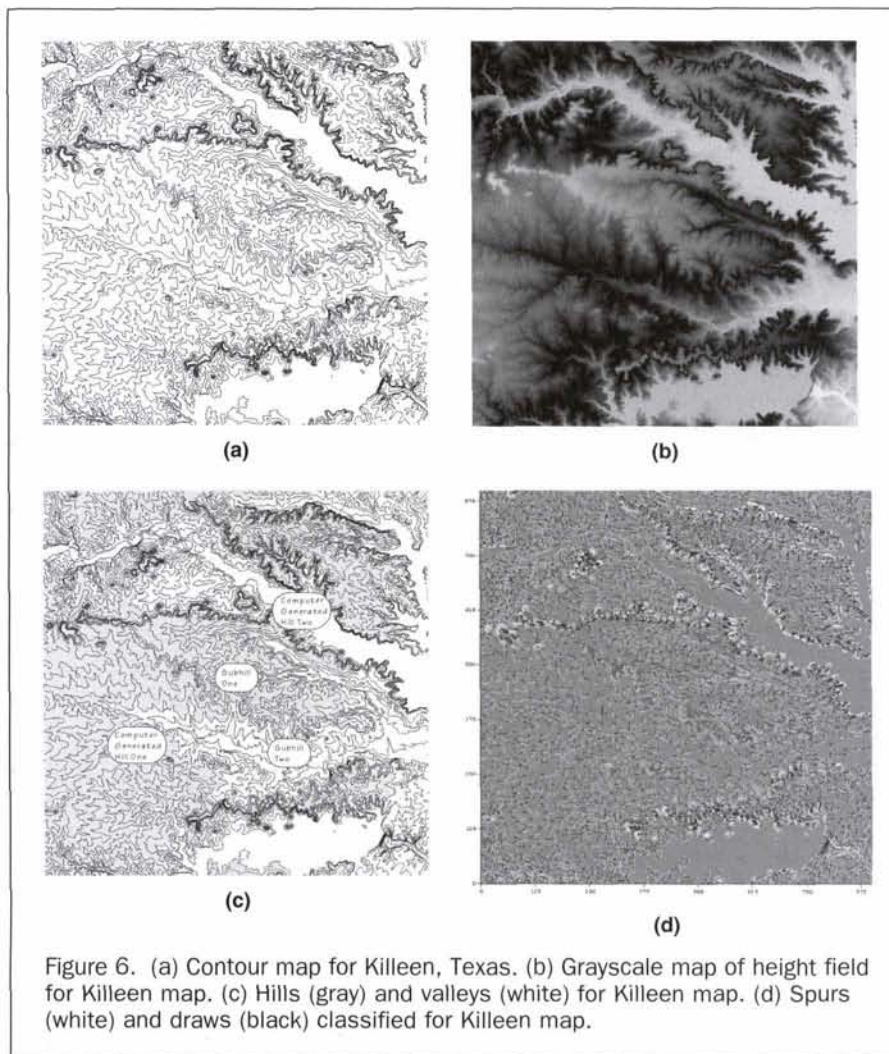 (a)
(b)
Computer
Generated
Hill Two
Subhill
One
Computer
Generated
Hill One
Subhill
Two
(c)
(d)
Figure 6. (a) Contour map for Killeen, Texas. (b) Grayscale map of height field
for Killeen map. (c) Hills (gray) and valleys (white) for Killeen map. (d) Spurs
(white) and draws (black) classified for Killeen map.